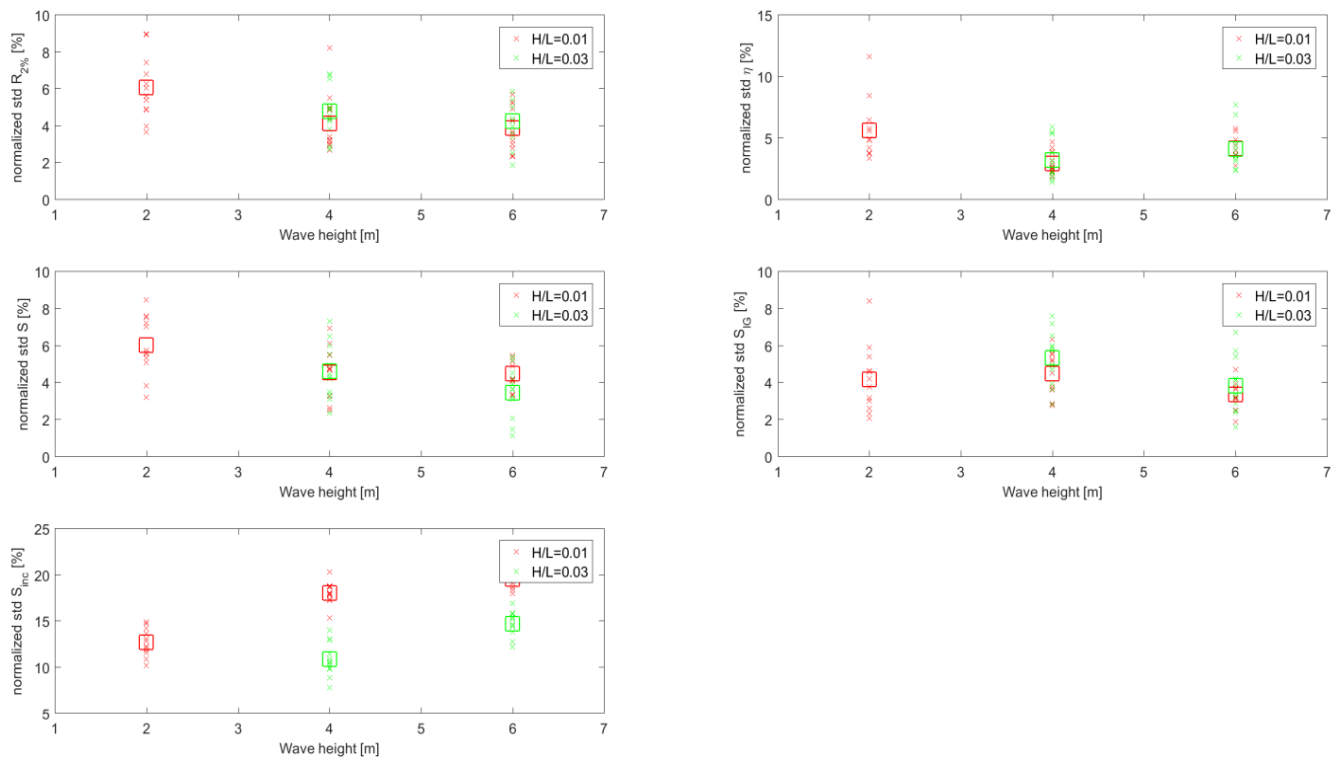 normalized std R2% [%]
10
8
6
4
2
0
H/L=0.01
H/L=0.03
1 2 3 4 5 6 7
Wave height [m]
normalized std η [%]
15
10
5
0
H/L=0.01
H/L=0.03
1 2 3 4 5 6 7
Wave height [m]
normalized std S [%]
10
8
6
4
2
0
H/L=0.01
H/L=0.03
1 2 3 4 5 6 7
Wave height [m]
normalized std SIG [%]
10
8
6
4
2
0
H/L=0.01
H/L=0.03
1 2 3 4 5 6 7
Wave height [m]
normalized std Sinc [%]
25
20
15
10
5
H/L=0.01
H/L=0.03
1 2 3 4 5 6 7
Wave height [m]